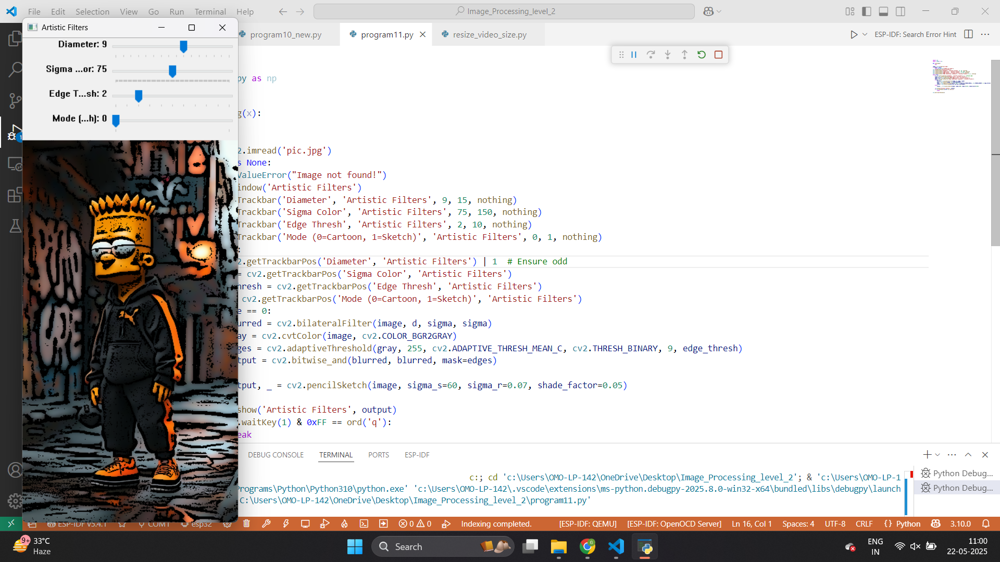 File Edit Selection View Go Run Terminal Help
Image_Processing_level_2
Artistic Filters
program10_new.py
program11.py
resize_video_size.py
ESP-IDF: Search Error Hint
Diameter: 9
Sigma ...or: 75
Edge T...sh: 2
Mode (...h): 0
py as np
g(x):
2.imread('pic.jpg')
s None:
ValueError("Image not found!")
indow('Artistic Filters')
Trackbar('Diameter', 'Artistic Filters', 9, 15, nothing)
Trackbar('Sigma Color', 'Artistic Filters', 75, 150, nothing)
Trackbar('Edge Thresh', 'Artistic Filters', 2, 10, nothing)
Trackbar('Mode (0=Cartoon, 1=Sketch)', 'Artistic Filters', 0, 1, nothing)
:
2.getTrackbarPos('Diameter', 'Artistic Filters') | 1  # Ensure odd
= cv2.getTrackbarPos('Sigma Color', 'Artistic Filters')
hresh = cv2.getTrackbarPos('Edge Thresh', 'Artistic Filters')
cv2.getTrackbarPos('Mode (0=Cartoon, 1=Sketch)', 'Artistic Filters')
e == 0:
urred = cv2.bilateralFilter(image, d, sigma, sigma)
ay = cv2.cvtColor(image, cv2.COLOR_BGR2GRAY)
ges = cv2.adaptiveThreshold(gray, 255, cv2.ADAPTIVE_THRESH_MEAN_C, cv2.THRESH_BINARY, 9, edge_thresh)
tput = cv2.bitwise_and(blurred, blurred, mask=edges)
tput, _ = cv2.pencilSketch(image, sigma_s=60, sigma_r=0.07, shade_factor=0.05)
show('Artistic Filters', output)
.waitKey(1) & 0xFF == ord('q'):
eak
DEBUG CONSOLE TERMINAL PORTS ESP-IDF
c:; cd 'c:\Users\OMO-LP-142\OneDrive\Desktop\Image_Processing_level_2'; & 'c:\Users\OMO-LP-1
Programs\Python\Python310\python.exe' 'c:\Users\OMO-LP-142\.vscode\extensions\ms-python.debugpy-2025.8.0-win32-x64\bundled\libs\debugpy\launch
C:\Users\OMO-LP-142\OneDrive\Desktop\Image_Processing_level_2\program11.py'
Python Debug...
Python Debug...
ESP-IDF v5.4.1 COM1 esp32 0 0 Indexing completed. [ESP-IDF: QEMU] [ESP-IDF: OpenOCD Server] Ln 16, Col 1 Spaces: 4 UTF-8 CRLF {} Python 3.10.0
9+
33°C
Haze
Search
ENG
IN
11:00
22-05-2025